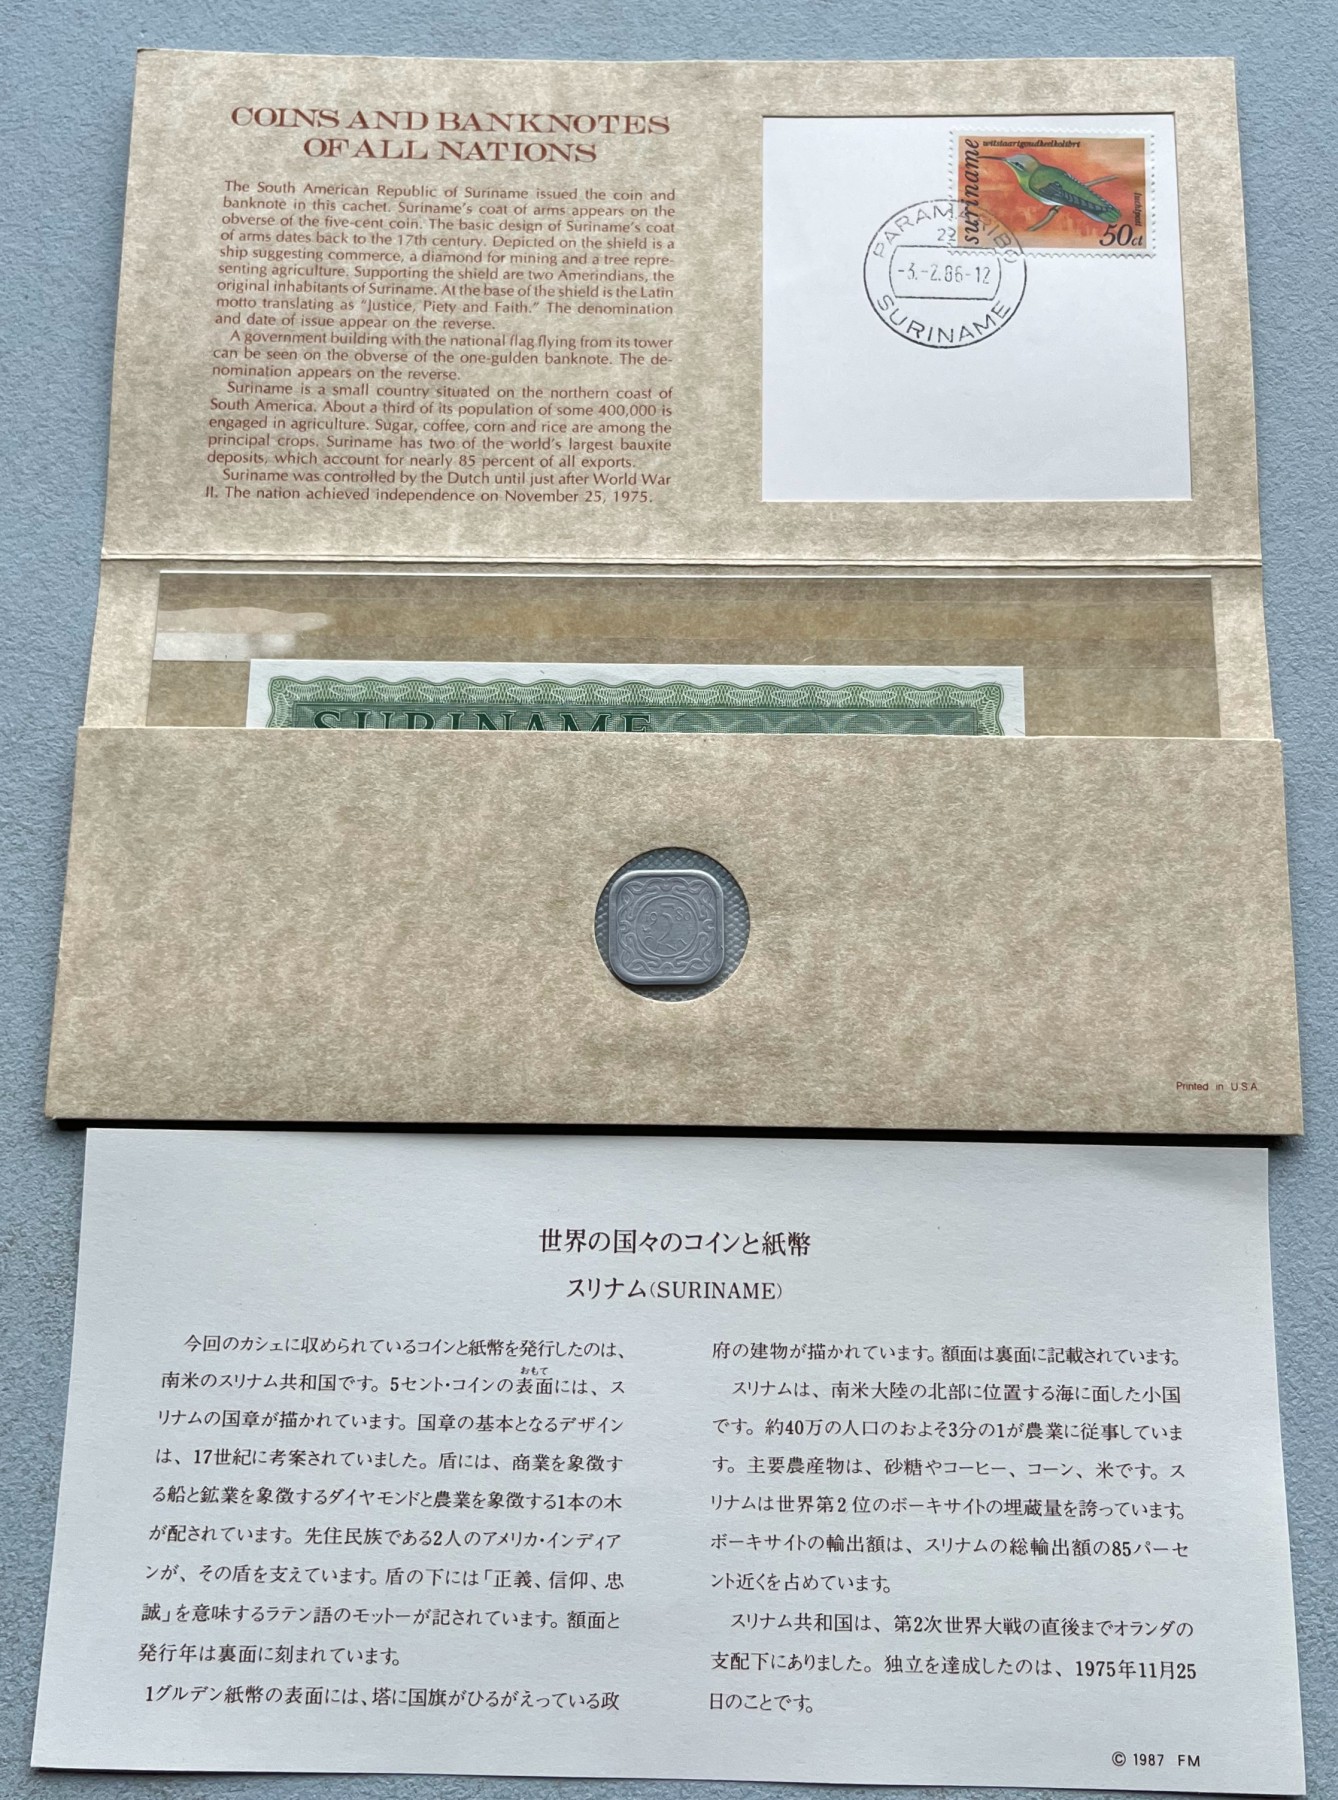 COINS AND BANKNOTES
OF ALL NATIONS
The South American Republic of Suriname issued the coin and
banknote in this cachet. Suriname's coat of arms appears on the
obverse of the five-cent coin. The basic design of Suriname's coat
of arms dates back to the 17th century. Depicted on the shield is a
ship suggesting commerce, a diamond for mining and a tree repre-
senting agriculture. Supporting the shield are two Amerindians, the
original inhabitants of Suriname. At the base of the shield is the Latin
motto translating as "Justice, Piety and Faith." The denomination
and date of issue appear on the reverse.
A government building with the national flag flying from its tower
can be seen on the obverse of the one-gulden banknote. The de-
nomination appears on the reverse.
Suriname is a small country situated on the northern coast of
South America. About a third of its population of some 400,000 is
engaged in agriculture. Sugar, coffee, corn and rice are among the
principal crops. Suriname has two of the world's largest bauxite
deposits, which account for nearly 85 percent of all exports.
Suriname was controlled by the Dutch until just after World War
II. The nation achieved independence on November 25, 1975.
witstaartgoudkeelkolibri
suriname
luchtpost
50ct
PARAMARIBO
22
-3.-2.86-12
SURINAME
SURINAME
5
Printed in U S A
世界の国々のコインと紙幣
スリナム(SURINAME)
今回のカシェに収められているコインと紙幣を発行したのは、
南米のスリナム共和国です。5セント・コインの表面には、ス
おもて
リナムの国章が描かれています。国章の基本となるデザイン
は、17世紀に考案されていました。盾には、商業を象徴す
る船と鉱業を象徴するダイヤモンドと農業を象徴する1本の木
が配されています。先住民族である2人のアメリカ・インディア
ンが、その盾を支えています。盾の下には「正義、信仰、忠
誠」を意味するラテン語のモットーが記されています。額面と
発行年は裏面に刻まれています。
1グルデン紙幣の表面には、塔に国旗がひるがえっている政
府の建物が描かれています。額面は裏面に記載されています。
スリナムは、南米大陸の北部に位置する海に面した小国
です。約40万の人口のおよそ3分の1が農業に従事していま
す。主要農産物は、砂糖やコーヒー、コーン、米です。ス
リナムは世界第2位のボーキサイトの埋蔵量を誇っています。
ボーキサイトの輸出額は、スリナムの総輸出額の85パーセ
ント近くを占めています。
スリナム共和国は、第2次世界大戦の直後までオランダの
支配下にありました。独立を達成したのは、1975年11月25
日のことです。
© 1987 FM